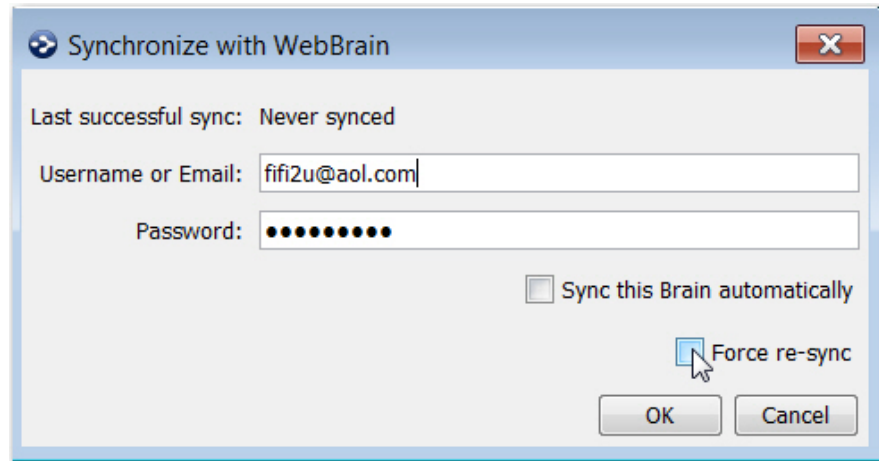 Synchronize with WebBrain
Last successful sync: Never synced
Username or Email: fifi2u@aol.com
Password: ●●●●●●●●●
Sync this Brain automatically
Force re-sync
OK Cancel